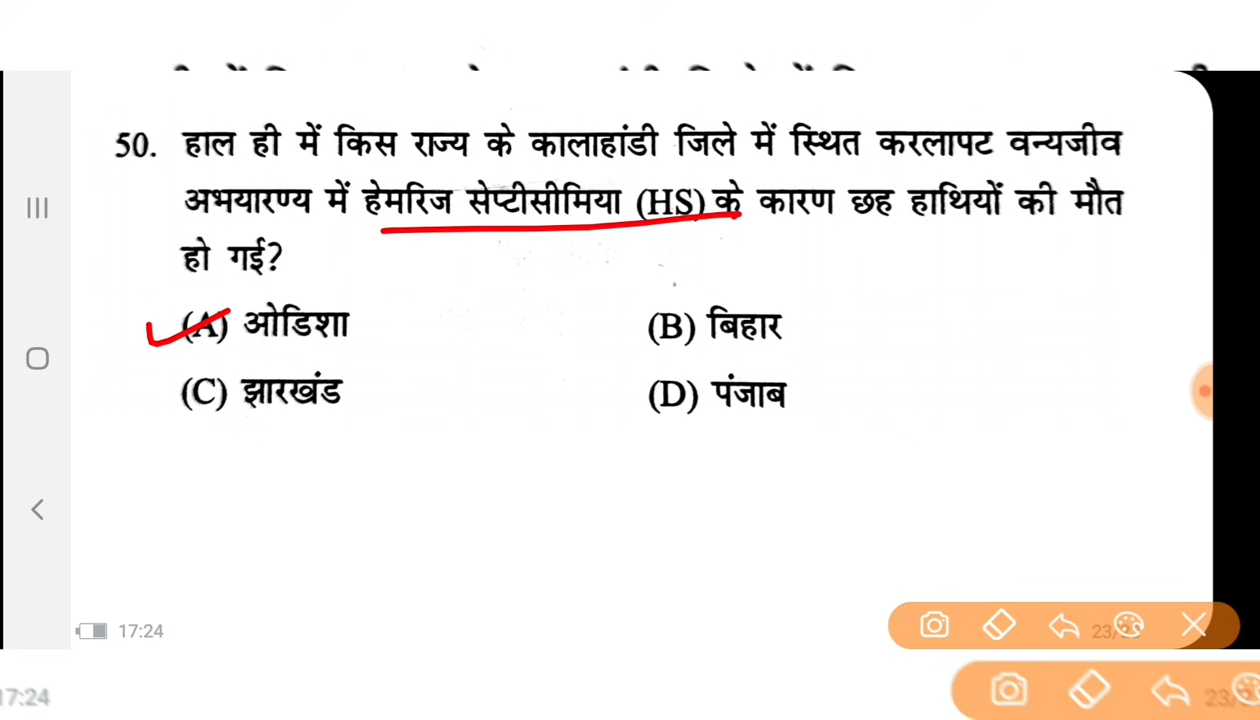 50. हाल ही में किस राज्य के कालाहांडी जिले में स्थित करलापट वन्यजीव
अभयारण्य में हेमरिज सेप्टीसीमिया (HS) के कारण छह हाथियों की मौत
हो गई?
(A) ओडिशा (B) बिहार
(C) झारखंड (D) पंजाब
17:24
17:24